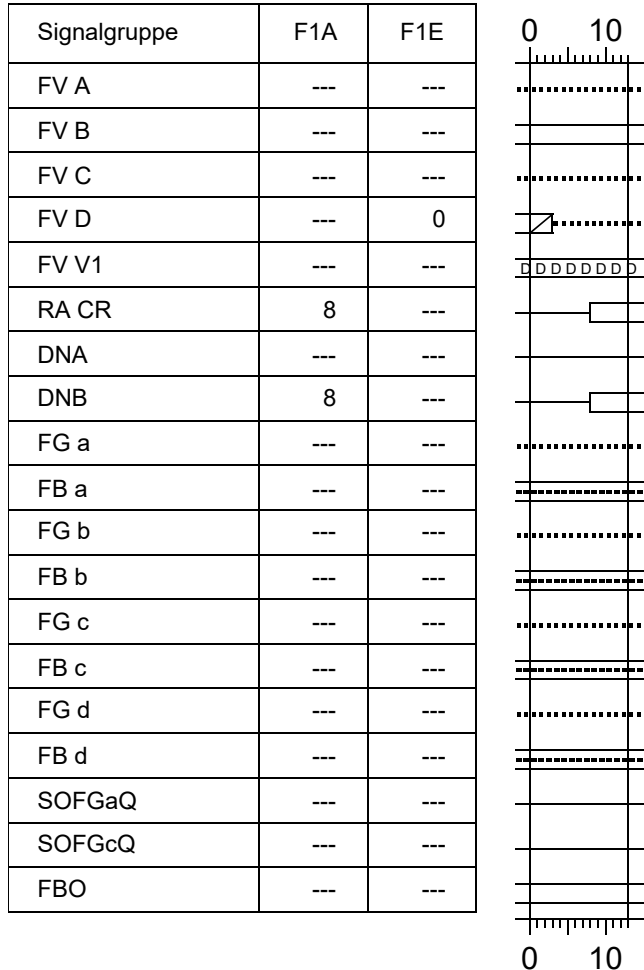 Signalgruppe F1A F1E 0 10
FV A --- ---
FV B --- ---
FV C --- ---
FV D --- 0
FV V1 --- --- D D D D D D D D
RA CR 8 ---
DNA --- ---
DNB 8 ---
FG a --- ---
FB a --- ---
FG b --- ---
FB b --- ---
FG c --- ---
FB c --- ---
FG d --- ---
FB d --- ---
SOFGaQ --- ---
SOFGcQ --- ---
FBO --- ---
0 10